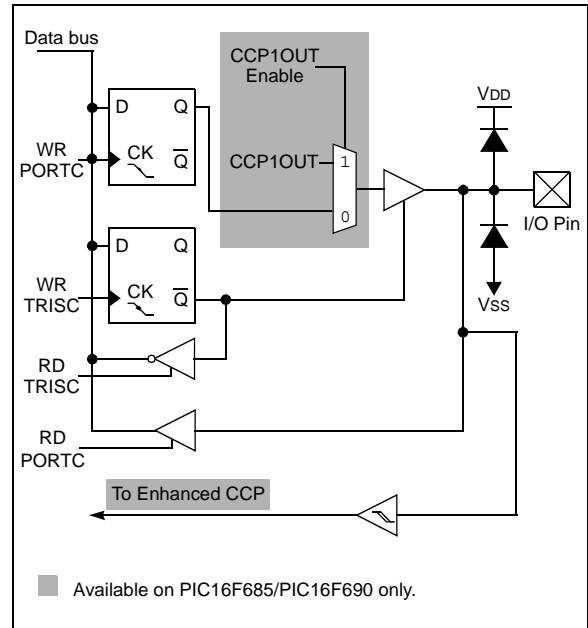 Data bus
CCP1OUT
Enable
VDD
D Q
WR
PORTC
CK Q
CCP1OUT
1
0
I/O Pin
D Q
WR
TRISC
CK Q
VSS
RD
TRISC
RD
PORTC
To Enhanced CCP
Available on PIC16F685/PIC16F690 only.